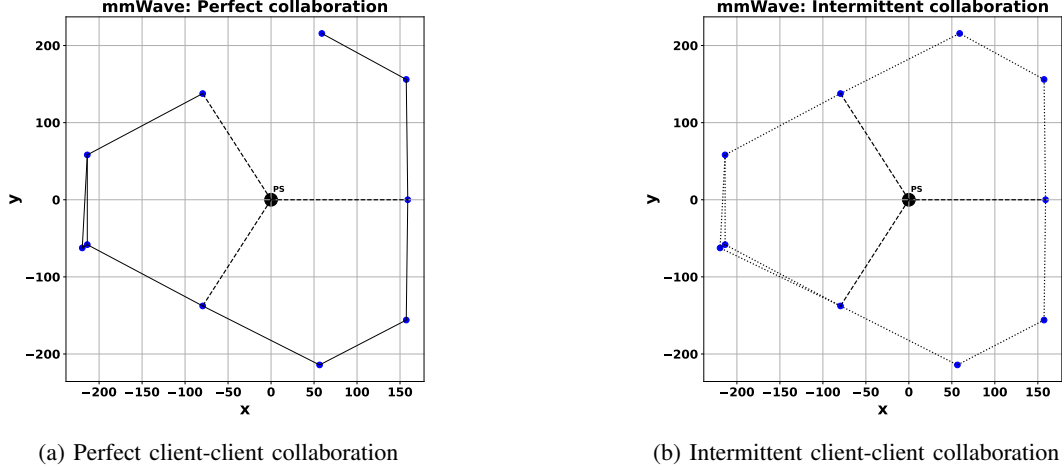 mmWave: Perfect collaboration
200
100
0
−100
−200
y
PS
−200 −150 −100 −50 0 50 100 150
x
(a) Perfect client-client collaboration
mmWave: Intermittent collaboration
200
100
0
−100
−200
y
PS
−200 −150 −100 −50 0 50 100 150
x
(b) Intermittent client-client collaboration